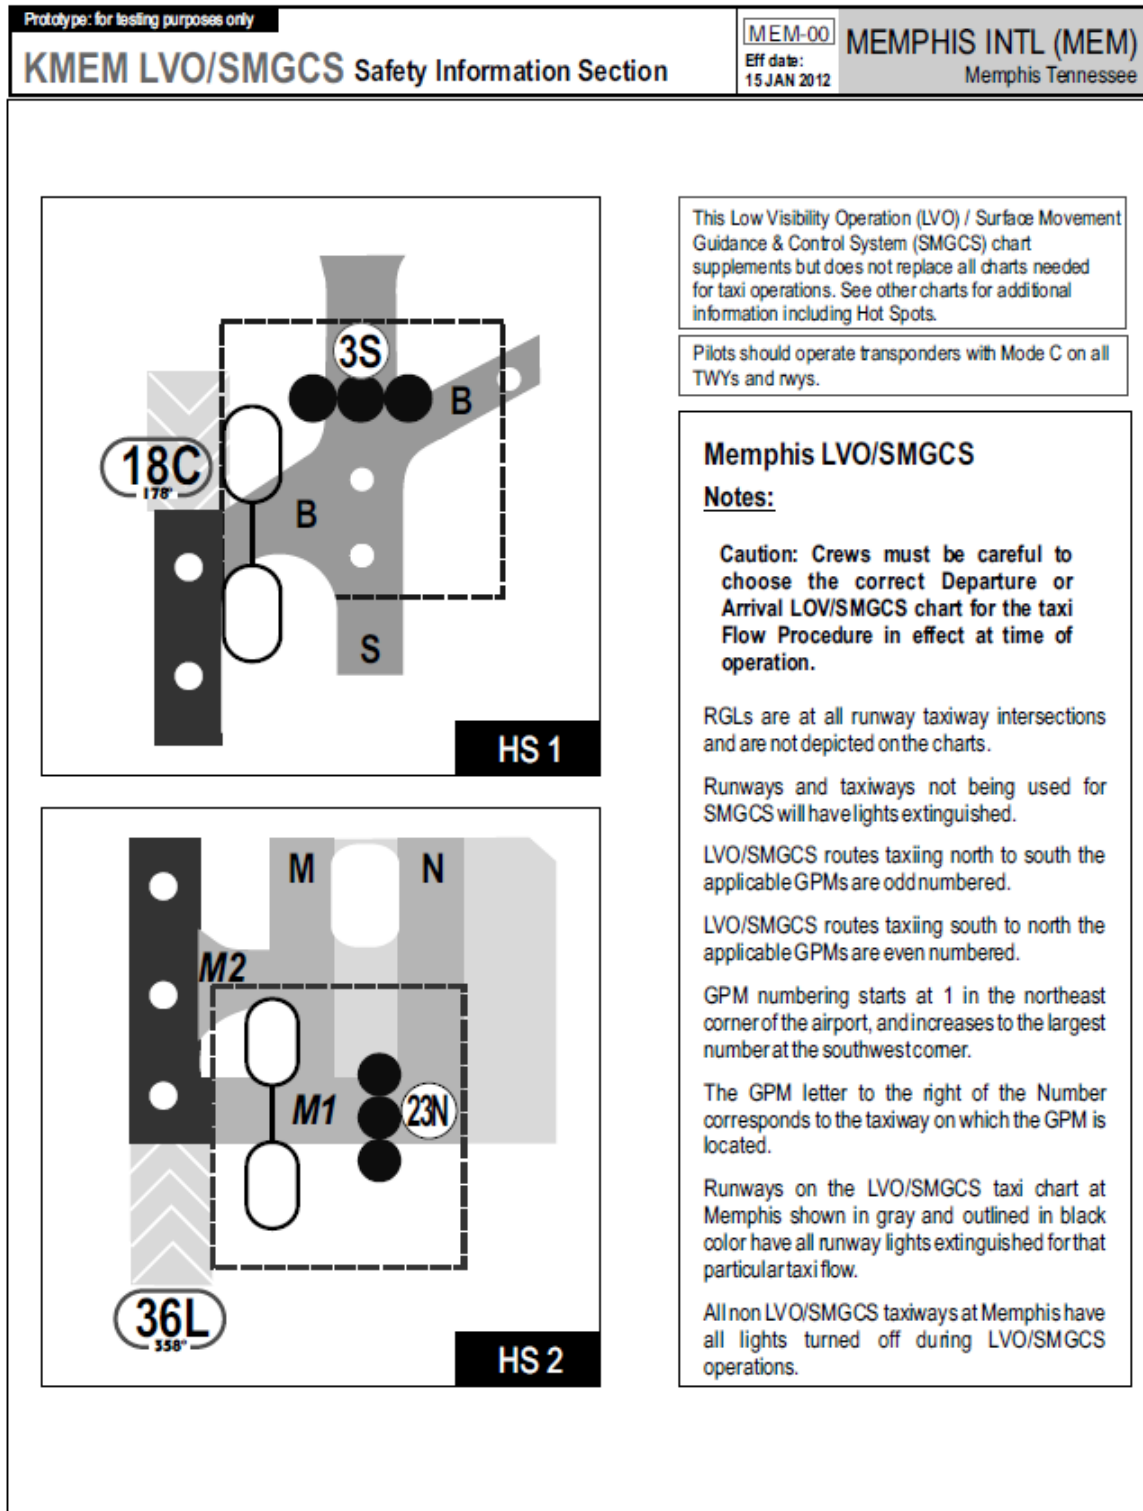 Prototype: for testing purposes only
KMEM LVO/SMGCS Safety Information Section
MEM-00
Eff date:
15 JAN 2012
MEMPHIS INTL (MEM)
Memphis Tennessee
3S
B
18C
178°
B
S
HS 1
M
N
M2
M1
23N
36L
358°
HS 2
This Low Visibility Operation (LVO) / Surface Movement
Guidance & Control System (SMGCS) chart
supplements but does not replace all charts needed
for taxi operations. See other charts for additional
information including Hot Spots.
Pilots should operate transponders with Mode C on all
TWYs and rwys.
Memphis LVO/SMGCS
Notes:
Caution: Crews must be careful to
choose the correct Departure or
Arrival LOV/SMGCS chart for the taxi
Flow Procedure in effect at time of
operation.
RGLs are at all runway taxiway intersections
and are not depicted on the charts.
Runways and taxiways not being used for
SMGCS will have lights extinguished.
LVO/SMGCS routes taxiing north to south the
applicable GPMs are odd numbered.
LVO/SMGCS routes taxiing south to north the
applicable GPMs are even numbered.
GPM numbering starts at 1 in the northeast
corner of the airport, and increases to the largest
number at the southwest corner.
The GPM letter to the right of the Number
corresponds to the taxiway on which the GPM is
located.
Runways on the LVO/SMGCS taxi chart at
Memphis shown in gray and outlined in black
color have all runway lights extinguished for that
particular taxi flow.
All non LVO/SMGCS taxiways at Memphis have
all lights turned off during LVO/SMGCS
operations.